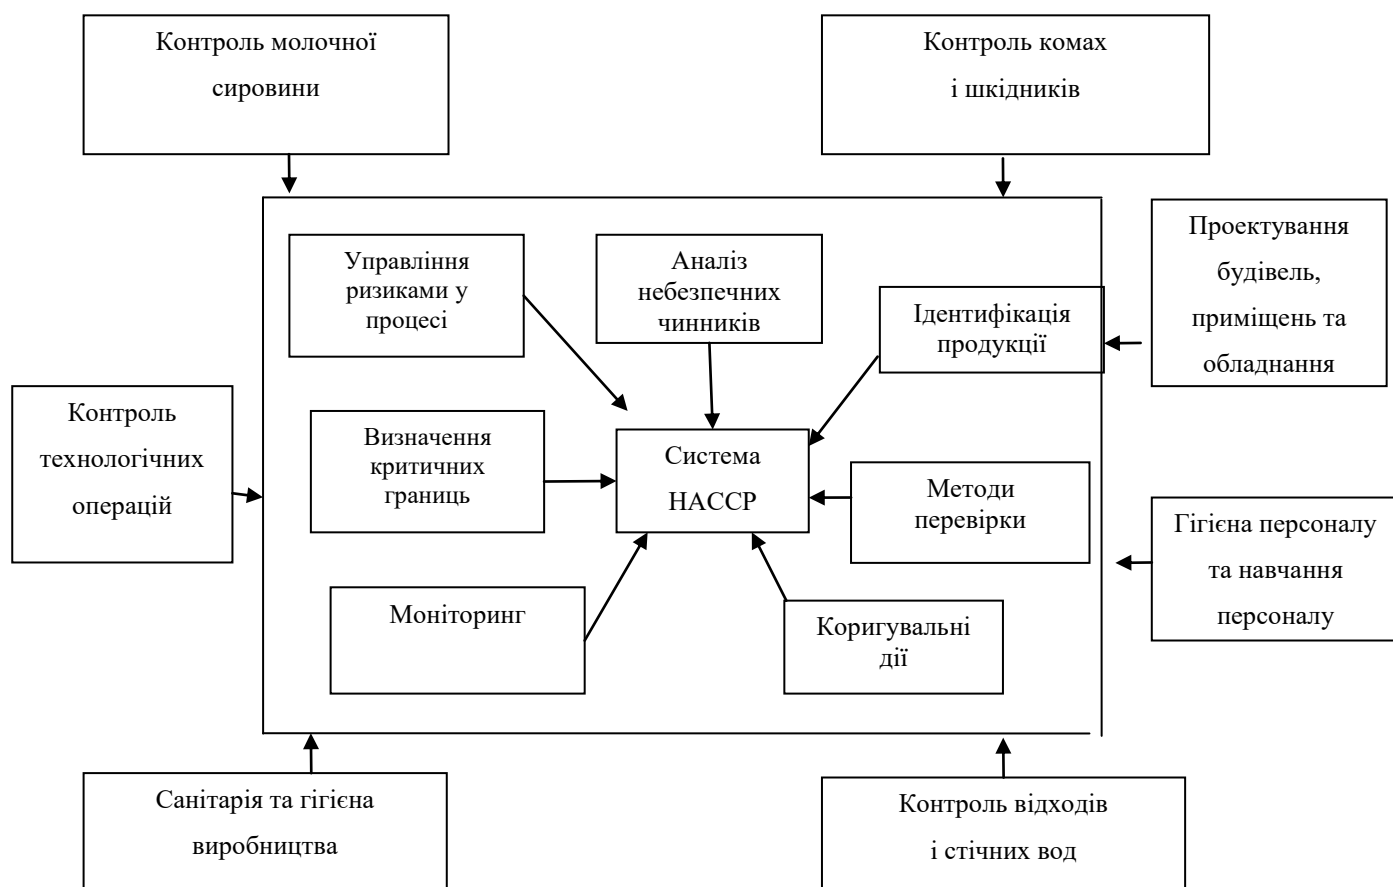 Контроль молочної
сировини
Контроль комах
і шкідників
Управління
ризиками у
процесі
Аналіз
небезпечних
чинників
Ідентифікація
продукції
Проектування
будівель,
приміщень та
обладнання
Контроль
технологічних
операцій
Визначення
критичних
границь
Система
НАССР
Методи
перевірки
Гігієна персоналу
та навчання
персоналу
Моніторинг
Коригувальні
дії
Санітарія та гігієна
виробництва
Контроль відходів
і стічних вод